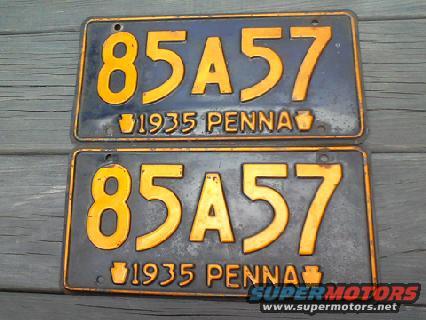 85A57
1935 PENNA
85A57
1935 PENNA
SUPERMOTORS
www.supermotors.net